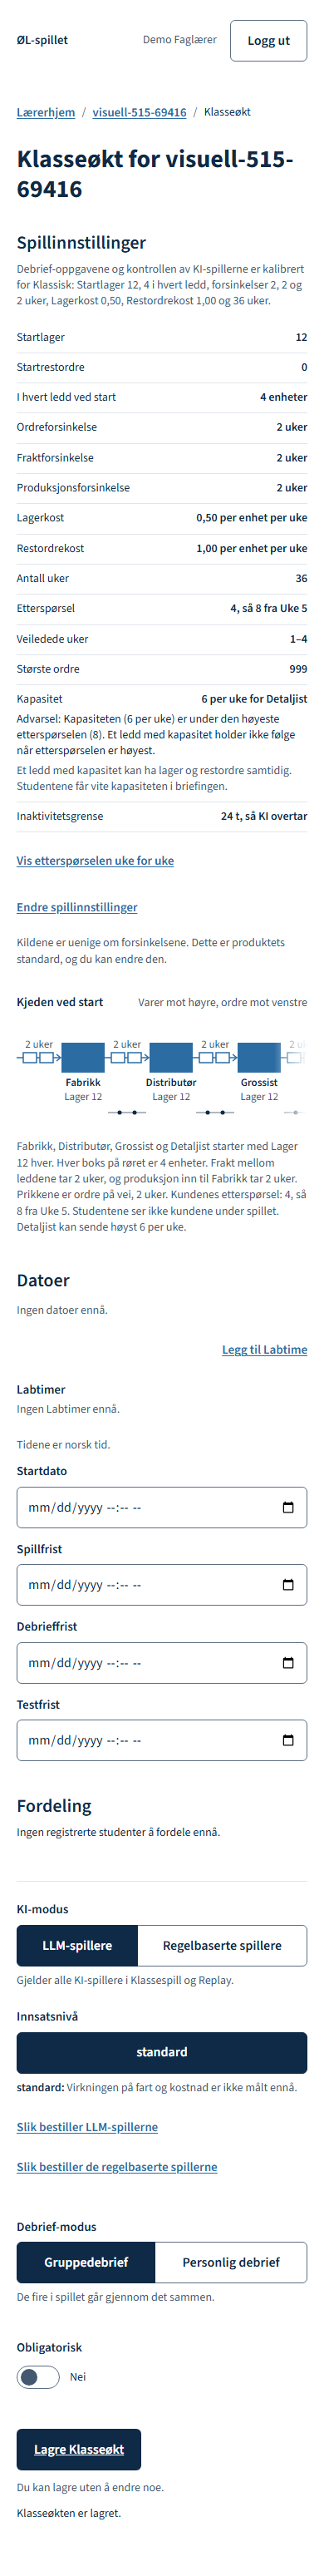 ØL-spillet
Demo Faglærer
Logg ut
Lærerhjem / visuell-515-69416 / Klasseøkt
Klasseøkt for visuell-515-
69416
Spillinnstillinger
Debrief-oppgavene og kontrollen av KI-spillerne er kalibrert
for Klassisk: Startlager 12, 4 i hvert ledd, forsinkelser 2, 2 og
2 uker, Lagerkost 0,50, Restordrekost 1,00 og 36 uker.
Startlager 12
Startrestordre 0
I hvert ledd ved start 4 enheter
Ordreforsinkelse 2 uker
Fraktforsinkelse 2 uker
Produksjonsforsinkelse 2 uker
Lagerkost 0,50 per enhet per uke
Restordrekost 1,00 per enhet per uke
Antall uker 36
Etterspørsel 4, så 8 fra Uke 5
Veiledede uker 1–4
Største ordre 999
Kapasitet 6 per uke for Detaljist
Advarsel: Kapasiteten (6 per uke) er under den høyeste
etterspørselen (8). Et ledd med kapasitet holder ikke følge
når etterspørselen er høyest.
Et ledd med kapasitet kan ha lager og restordre samtidig.
Studentene får vite kapasiteten i briefingen.
Inaktivitetsgrense 24 t, så KI overtar
Vis etterspørselen uke for uke
Endre spillinnstillinger
Kildene er uenige om forsinkelsene. Dette er produktets
standard, og du kan endre den.
Kjeden ved start Varer mot høyre, ordre mot venstre
2 uker 2 uker 2 uker 2 u
Fabrikk Distributør Grossist
Lager 12 Lager 12 Lager 12
Fabrikk, Distributør, Grossist og Detaljist starter med Lager
12 hver. Hver boks på røret er 4 enheter. Frakt mellom
leddene tar 2 uker, og produksjon inn til Fabrikk tar 2 uker.
Prikkene er ordre på vei, 2 uker. Kundenes etterspørsel: 4, så
8 fra Uke 5. Studentene ser ikke kundene under spillet.
Detaljist kan sende høyst 6 per uke.
Datoer
Ingen datoer ennå.
Legg til Labtime
Labtimer
Ingen Labtimer ennå.
Tidene er norsk tid.
Startdato
mm/dd/yyyy --:-- --
Spillfrist
mm/dd/yyyy --:-- --
Debrieffrist
mm/dd/yyyy --:-- --
Testfrist
mm/dd/yyyy --:-- --
Fordeling
Ingen registrerte studenter å fordele ennå.
KI-modus
LLM-spillere Regelbaserte spillere
Gjelder alle KI-spillere i Klassespill og Replay.
Innsatsnivå
standard
standard: Virkningen på fart og kostnad er ikke målt ennå.
Slik bestiller LLM-spillerne
Slik bestiller de regelbaserte spillerne
Debrief-modus
Gruppedebrief Personlig debrief
De fire i spillet går gjennom det sammen.
Obligatorisk
Nei
Lagre Klasseøkt
Du kan lagre uten å endre noe.
Klasseøkten er lagret.